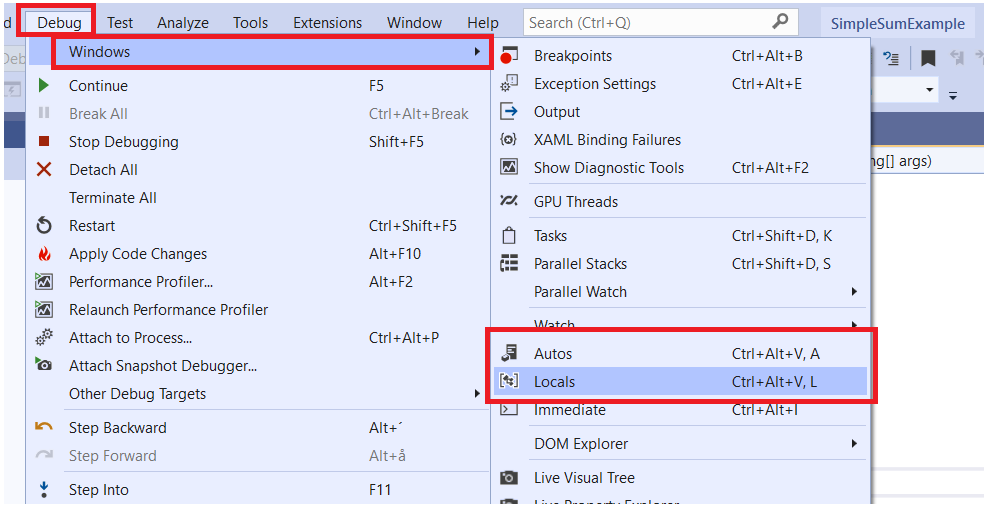 Debug Test Analyze Tools Extensions Window Help Search (Ctrl+Q) SimpleSumExample
Windows
Continue F5
Break All Ctrl+Alt+Break
Stop Debugging Shift+F5
Detach All
Terminate All
Restart Ctrl+Shift+F5
Apply Code Changes Alt+F10
Performance Profiler... Alt+F2
Relaunch Performance Profiler
Attach to Process... Ctrl+Alt+P
Attach Snapshot Debugger...
Other Debug Targets
Step Backward Alt+´
Step Forward Alt+å
Step Into F11
Breakpoints Ctrl+Alt+B
Exception Settings Ctrl+Alt+E
Output
XAML Binding Failures
Show Diagnostic Tools Ctrl+Alt+F2
GPU Threads
Tasks Ctrl+Shift+D, K
Parallel Stacks Ctrl+Shift+D, S
Parallel Watch
Watch
Autos Ctrl+Alt+V, A
Locals Ctrl+Alt+V, L
Immediate Ctrl+Alt+I
DOM Explorer
Live Visual Tree
Live Property Explorer
ng[] args)